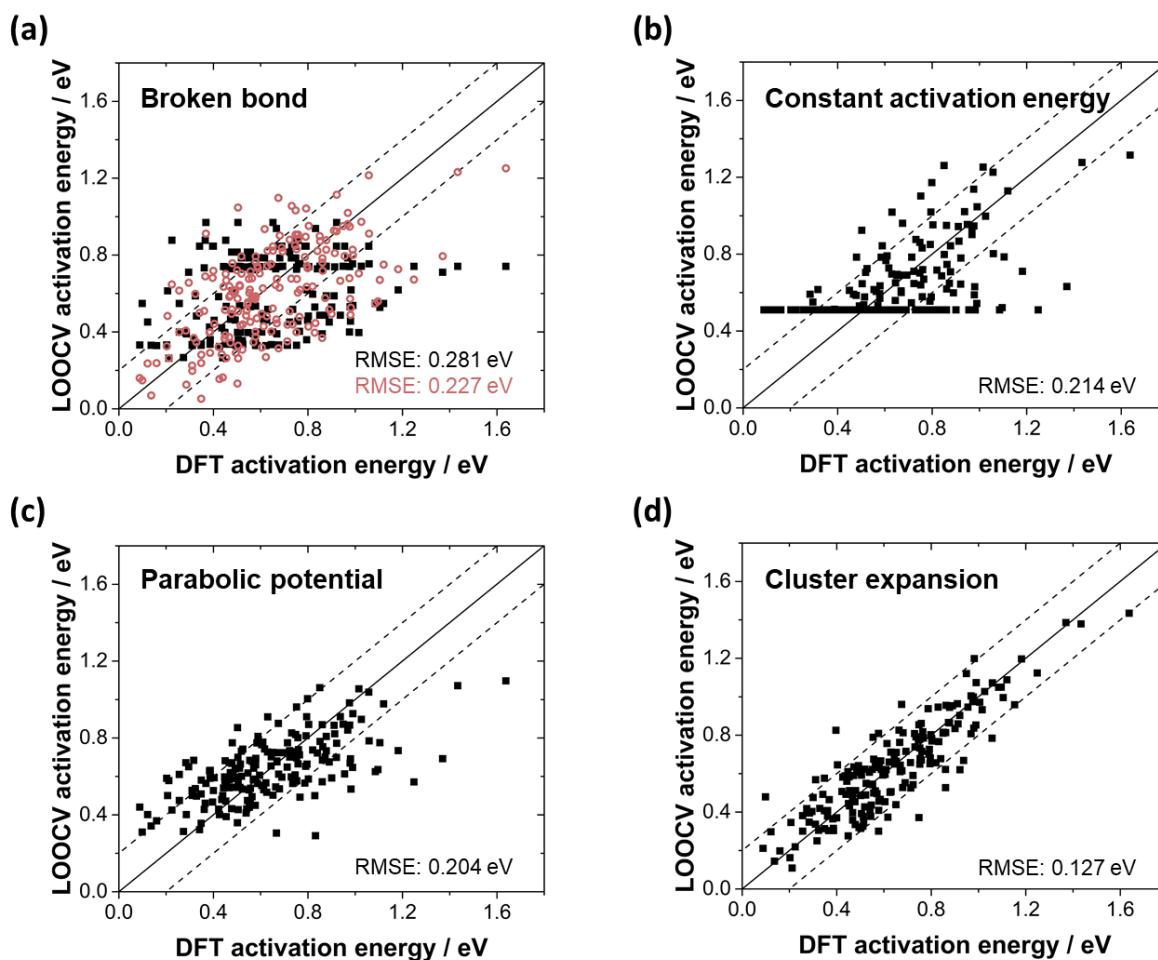 (a)
Broken bond
LOOCV activation energy / eV
1.6
1.2
0.8
0.4
0.0
RMSE: 0.281 eV
RMSE: 0.227 eV
0.0 0.4 0.8 1.2 1.6
DFT activation energy / eV
(b)
Constant activation energy
LOOCV activation energy / eV
1.6
1.2
0.8
0.4
0.0
RMSE: 0.214 eV
0.0 0.4 0.8 1.2 1.6
DFT activation energy / eV
(c)
Parabolic potential
LOOCV activation energy / eV
1.6
1.2
0.8
0.4
0.0
RMSE: 0.204 eV
0.0 0.4 0.8 1.2 1.6
DFT activation energy / eV
(d)
Cluster expansion
LOOCV activation energy / eV
1.6
1.2
0.8
0.4
0.0
RMSE: 0.127 eV
0.0 0.4 0.8 1.2 1.6
DFT activation energy / eV